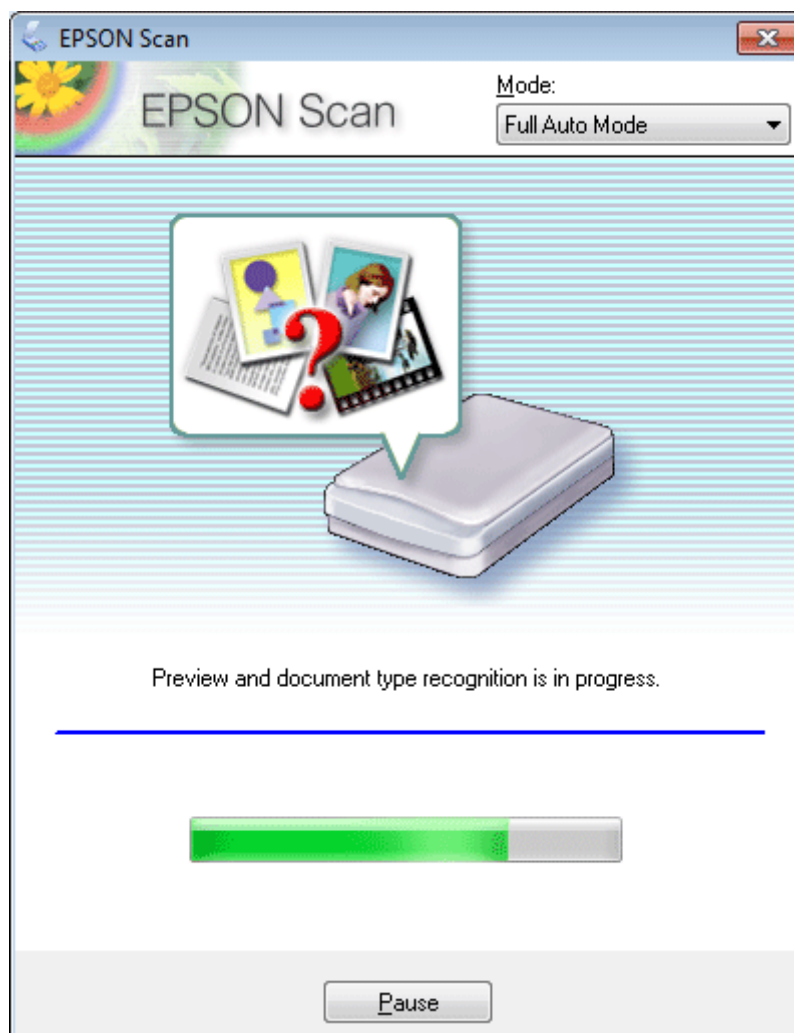 EPSON Scan
EPSON Scan
Mode:
Full Auto Mode
Preview and document type recognition is in progress.
Pause